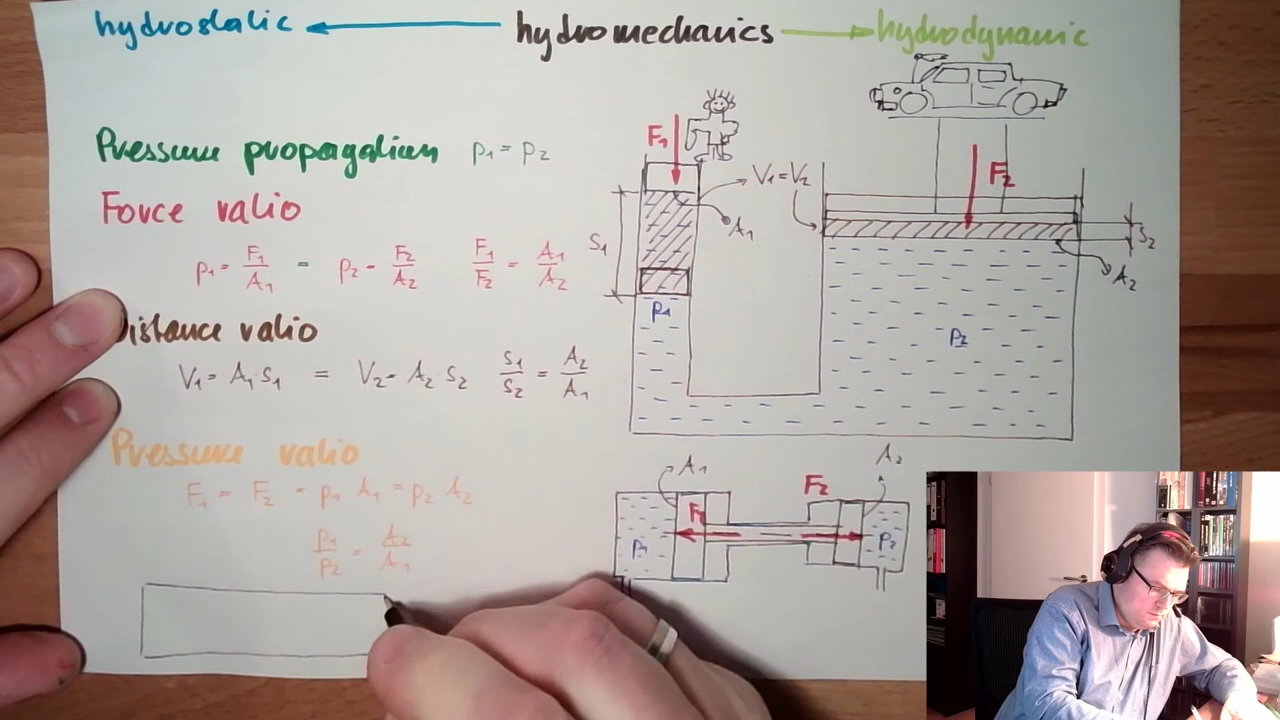 hydrostatic hydromechanics hydrodynamic
Pressure propagation p₁ = p₂
Force ratio
p₁ = F₁/A₁ = p₂ = F₂/A₂ F₁/F₂ = A₁/A₂
Distance ratio
V₁ = A₁·s₁ = V₂ = A₂·s₂ s₁/s₂ = A₂/A₁
Pressure ratio
F₁ = F₂ = p₁·A₁ = p₂·A₂
p₁/p₂ = A₂/A₁
F₁
V₁=V₂
F₂
A₁
S₁
S₂
A₂
p₁
p₂
A₁
A₂
F₁
F₂
p₁
p₂